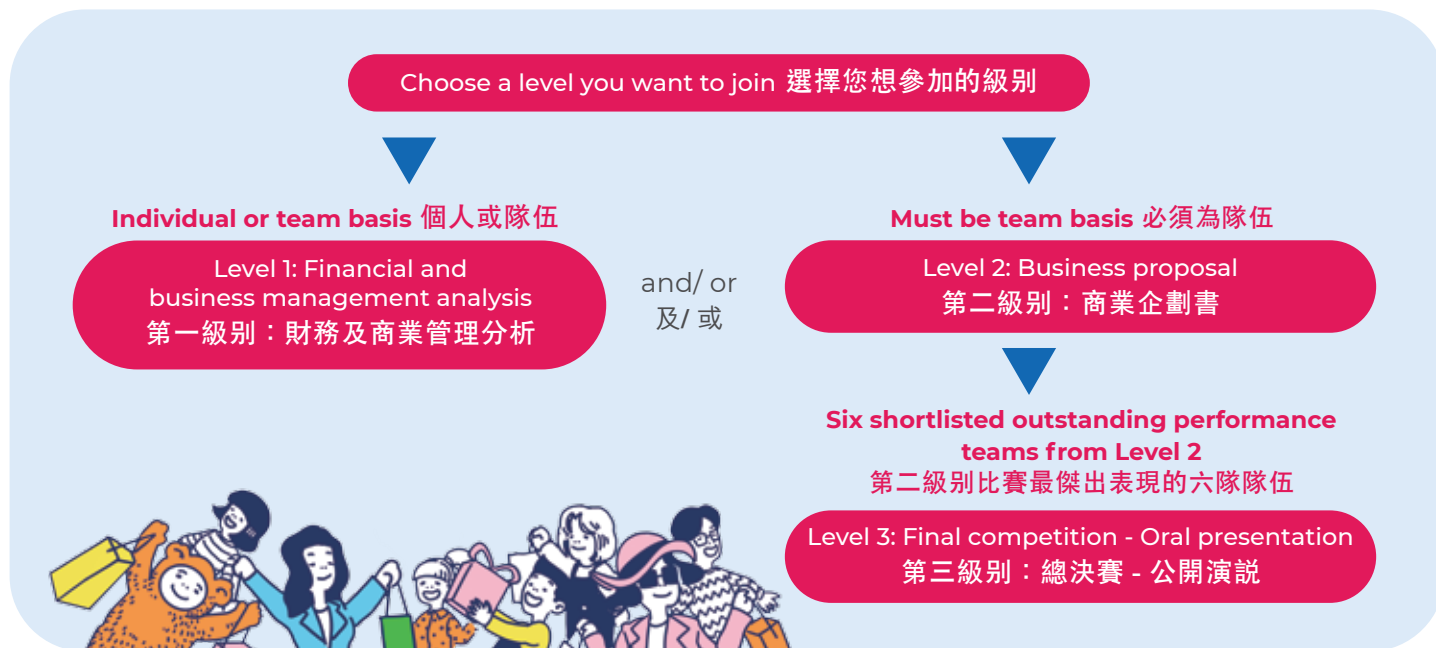 Choose a level you want to join 選擇您想參加的級别
Individual or team basis 個人或隊伍
Level 1: Financial and
business management analysis
第一級别：財務及商業管理分析
and/ or
及/ 或
Must be team basis 必須為隊伍
Level 2: Business proposal
第二級别：商業企劃書
Six shortlisted outstanding performance
teams from Level 2
第二級别比賽最傑出表現的六隊隊伍
Level 3: Final competition - Oral presentation
第三級别：總決賽 - 公開演説